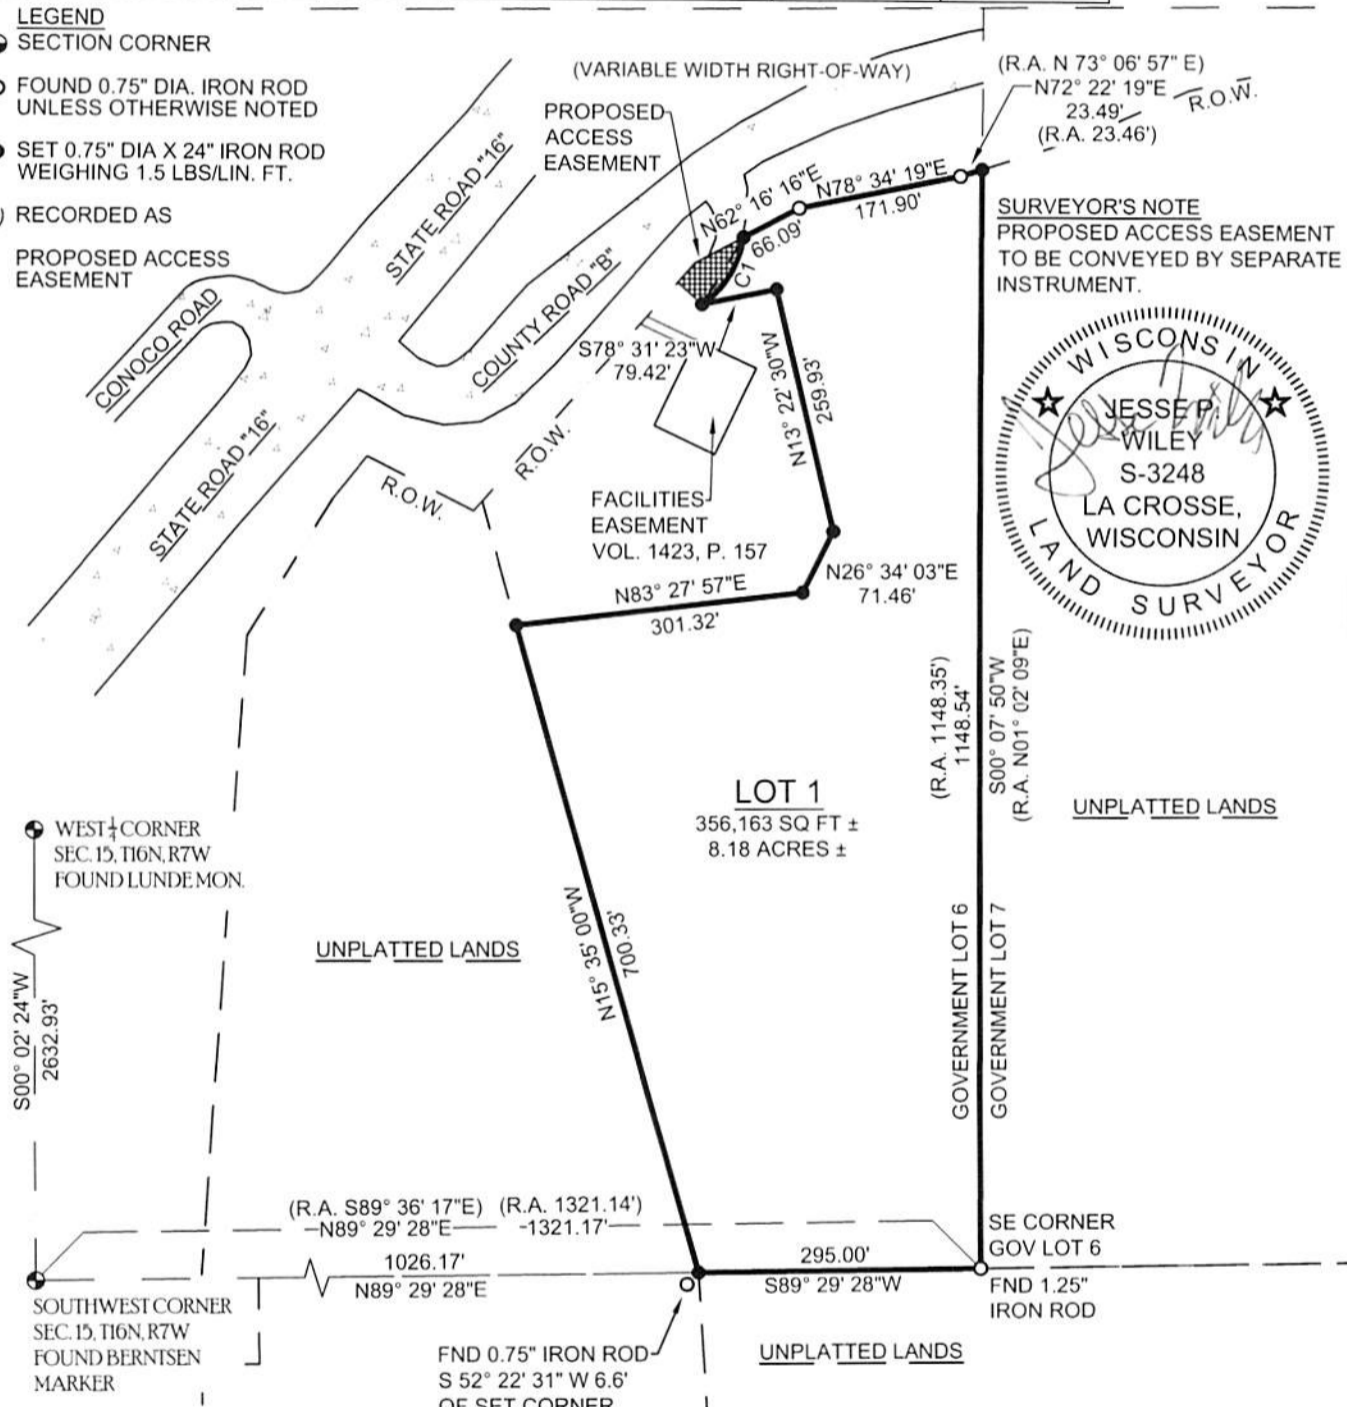 LEGEND
SECTION CORNER
FOUND 0.75" DIA. IRON ROD
UNLESS OTHERWISE NOTED
SET 0.75" DIA X 24" IRON ROD
WEIGHING 1.5 LBS/LIN. FT.
) RECORDED AS
PROPOSED ACCESS
EASEMENT
(VARIABLE WIDTH RIGHT-OF-WAY)
PROPOSED
ACCESS
EASEMENT
(R.A. N 73° 06' 57" E)
N72° 22' 19"E
23.49'
(R.A. 23.46')
R.O.W.
N62° 16' 16"E
66.09'
N78° 34' 19"E
171.90'
C1
SURVEYOR'S NOTE
PROPOSED ACCESS EASEMENT
TO BE CONVEYED BY SEPARATE
INSTRUMENT.
STATE ROAD "16"
CONOCO ROAD
COUNTY ROAD "B"
STATE ROAD "16"
S78° 31' 23"W
79.42'
N13° 22' 30"W
259.93'
R.O.W.
R.O.W.
FACILITIES
EASEMENT
VOL. 1423, P. 157
WISCONSIN
JESSE P.
WILEY
S-3248
LA CROSSE,
WISCONSIN
LAND SURVEYOR
N83° 27' 57"E
301.32'
N26° 34' 03"E
71.46'
(R.A. 1148.35')
1148.54'
S00° 07' 50"W
(R.A. N01° 02' 09"E)
LOT 1
356,163 SQ FT ±
8.18 ACRES ±
UNPLATTED LANDS
WEST 1/4 CORNER
SEC. 15, T16N, R7W
FOUND LUNDE MON.
UNPLATTED LANDS
N15° 35' 00"W
700.33'
GOVERNMENT LOT 6
GOVERNMENT LOT 7
S00° 02' 24"W
2632.93'
(R.A. S89° 36' 17"E) (R.A. 1321.14')
N89° 29' 28"E 1321.17'
1026.17'
N89° 29' 28"E
295.00'
S89° 29' 28"W
SE CORNER
GOV LOT 6
FND 1.25"
IRON ROD
SOUTHWEST CORNER
SEC. 15, T16N, R7W
FOUND BERNTSEN
MARKER
FND 0.75" IRON ROD
S 52° 22' 31" W 6.6'
OF SET CORNER
UNPLATTED LANDS